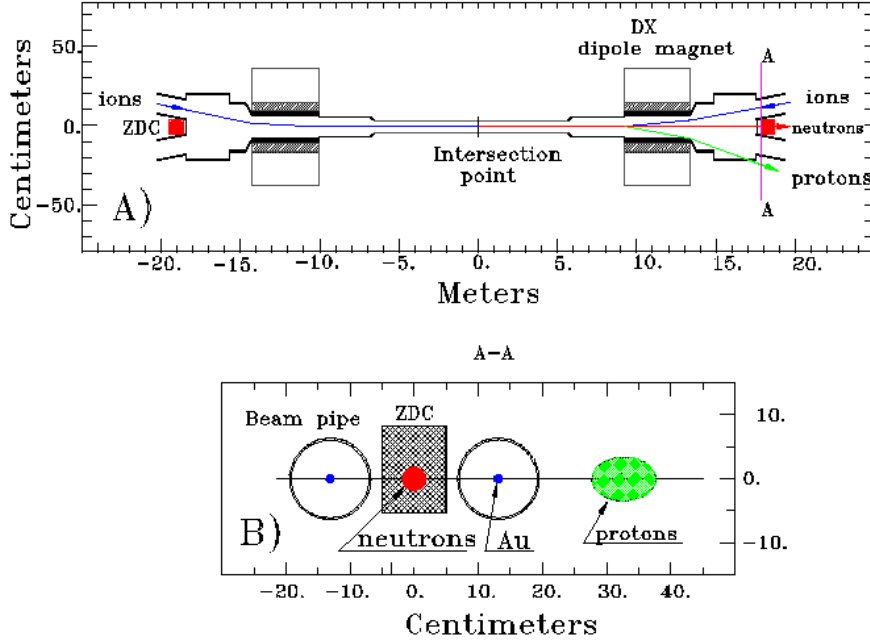 DX
dipole magnet
A
ions
ions
ZDC
neutrons
Intersection
point
protons
A)
A
Centimeters
50.
0.
-50.
-20. -15. -10. -5. 0. 5. 10. 15. 20.
Meters
A-A
Beam pipe
ZDC
10.
0.
-10.
B)
neutrons
Au
protons
-20. -10. 0. 10. 20. 30. 40.
Centimeters